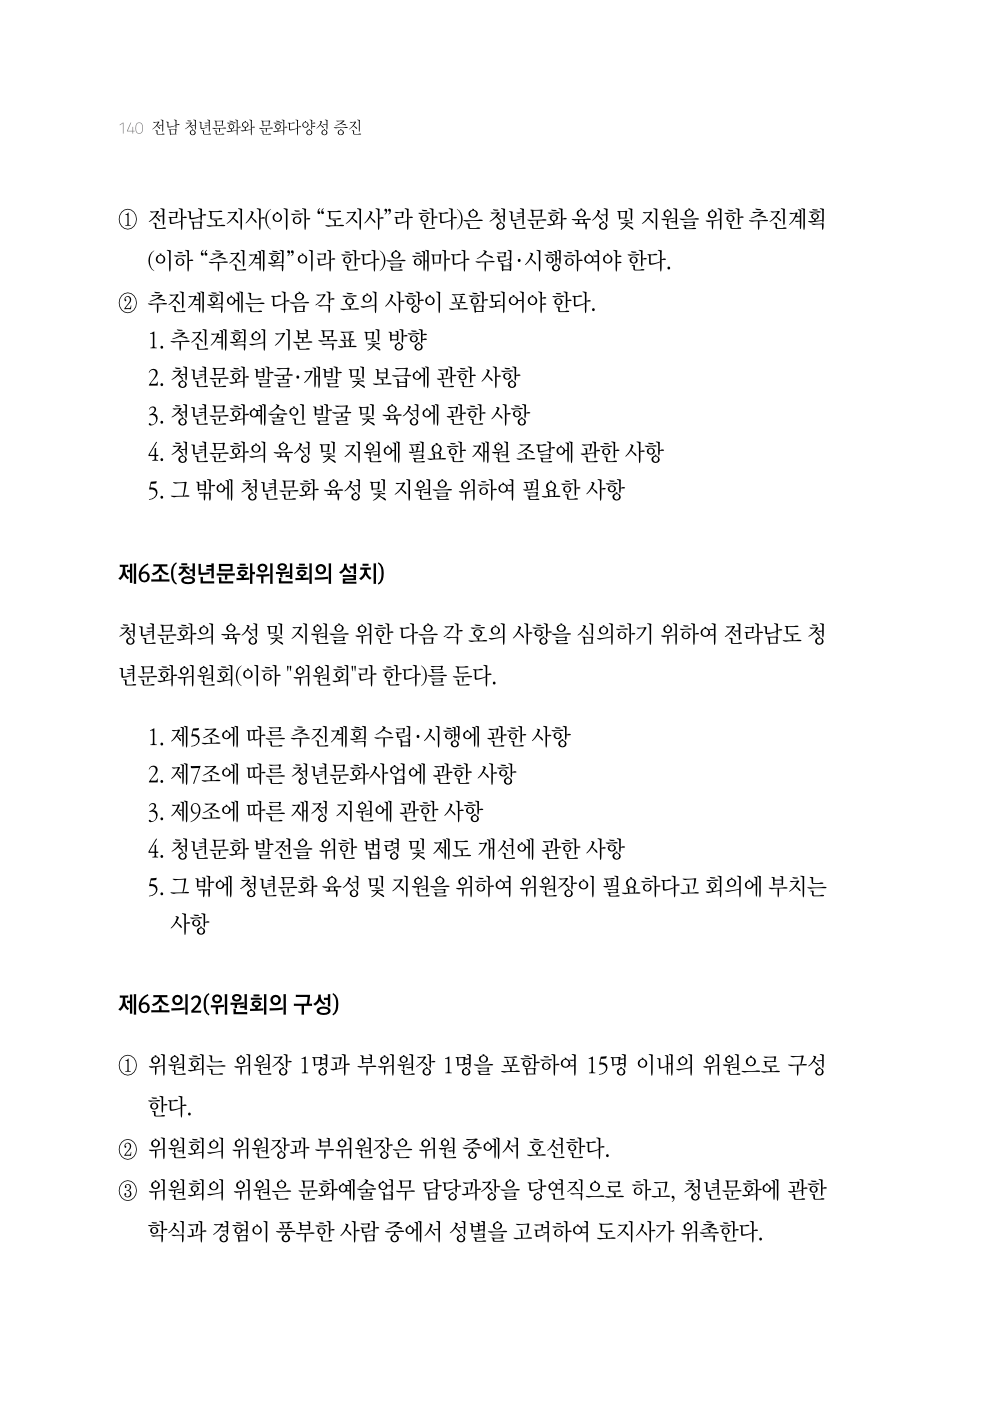 140 전남 청년문화와 문화다양성 증진
① 전라남도지사(이하 “도지사”라 한다)은 청년문화 육성 및 지원을 위한 추진계획
(이하 “추진계획”이라 한다)을 해마다 수립·시행하여야 한다.
② 추진계획에는 다음 각 호의 사항이 포함되어야 한다.
1. 추진계획의 기본 목표 및 방향
2. 청년문화 발굴·개발 및 보급에 관한 사항
3. 청년문화예술인 발굴 및 육성에 관한 사항
4. 청년문화의 육성 및 지원에 필요한 재원 조달에 관한 사항
5. 그 밖에 청년문화 육성 및 지원을 위하여 필요한 사항
제6조(청년문화위원회의 설치)
청년문화의 육성 및 지원을 위한 다음 각 호의 사항을 심의하기 위하여 전라남도 청
년문화위원회(이하 "위원회"라 한다)를 둔다.
1. 제5조에 따른 추진계획 수립·시행에 관한 사항
2. 제7조에 따른 청년문화사업에 관한 사항
3. 제9조에 따른 재정 지원에 관한 사항
4. 청년문화 발전을 위한 법령 및 제도 개선에 관한 사항
5. 그 밖에 청년문화 육성 및 지원을 위하여 위원장이 필요하다고 회의에 부치는
사항
제6조의2(위원회의 구성)
① 위원회는 위원장 1명과 부위원장 1명을 포함하여 15명 이내의 위원으로 구성
한다.
② 위원회의 위원장과 부위원장은 위원 중에서 호선한다.
③ 위원회의 위원은 문화예술업무 담당과장을 당연직으로 하고, 청년문화에 관한
학식과 경험이 풍부한 사람 중에서 성별을 고려하여 도지사가 위촉한다.